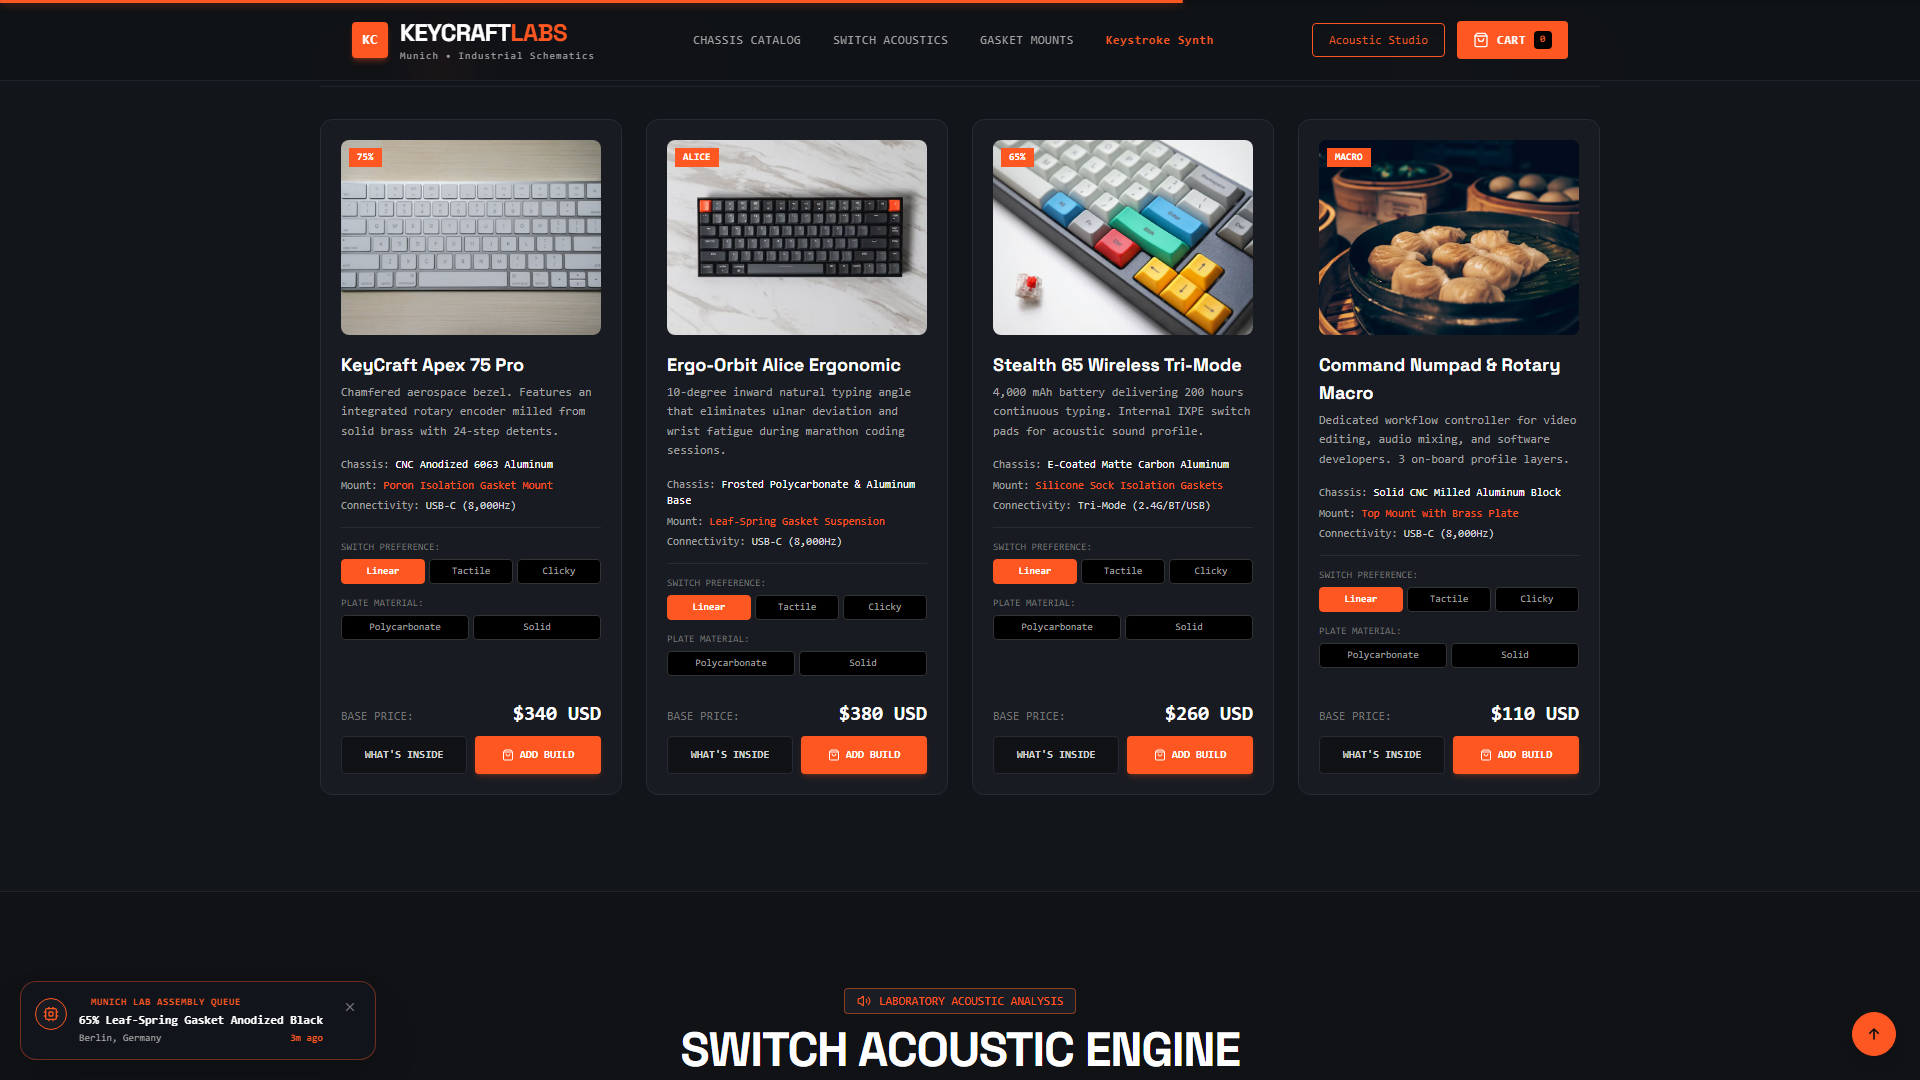 KC
KEYCRAFTLABS
Munich • Industrial Schematics
CHASSIS CATALOG
SWITCH ACOUSTICS
GASKET MOUNTS
Keystroke Synth
Acoustic Studio
CART 0
75%
KeyCraft Apex 75 Pro
Chamfered aerospace bezel. Features an
integrated rotary encoder milled from
solid brass with 24-step detents.
Chassis: CNC Anodized 6063 Aluminum
Mount: Poron Isolation Gasket Mount
Connectivity: USB-C (8,000Hz)
SWITCH PREFERENCE:
Linear Tactile Clicky
PLATE MATERIAL:
Polycarbonate Solid
BASE PRICE: $340 USD
WHAT'S INSIDE ADD BUILD
ALICE
Ergo-Orbit Alice Ergonomic
10-degree inward natural typing angle
that eliminates ulnar deviation and
wrist fatigue during marathon coding
sessions.
Chassis: Frosted Polycarbonate & Aluminum
Base
Mount: Leaf-Spring Gasket Suspension
Connectivity: USB-C (8,000Hz)
SWITCH PREFERENCE:
Linear Tactile Clicky
PLATE MATERIAL:
Polycarbonate Solid
BASE PRICE: $380 USD
WHAT'S INSIDE ADD BUILD
65%
Stealth 65 Wireless Tri-Mode
4,000 mAh battery delivering 200 hours
continuous typing. Internal IXPE switch
pads for acoustic sound profile.
Chassis: E-Coated Matte Carbon Aluminum
Mount: Silicone Sock Isolation Gaskets
Connectivity: Tri-Mode (2.4G/BT/USB)
SWITCH PREFERENCE:
Linear Tactile Clicky
PLATE MATERIAL:
Polycarbonate Solid
BASE PRICE: $260 USD
WHAT'S INSIDE ADD BUILD
MACRO
Command Numpad & Rotary
Macro
Dedicated workflow controller for video
editing, audio mixing, and software
developers. 3 on-board profile layers.
Chassis: Solid CNC Milled Aluminum Block
Mount: Top Mount with Brass Plate
Connectivity: USB-C (8,000Hz)
SWITCH PREFERENCE:
Linear Tactile Clicky
PLATE MATERIAL:
Polycarbonate Solid
BASE PRICE: $110 USD
WHAT'S INSIDE ADD BUILD
LABORATORY ACOUSTIC ANALYSIS
SWITCH ACOUSTIC ENGINE
MUNICH LAB ASSEMBLY QUEUE
65% Leaf-Spring Gasket Anodized Black
Berlin, Germany 3m ago